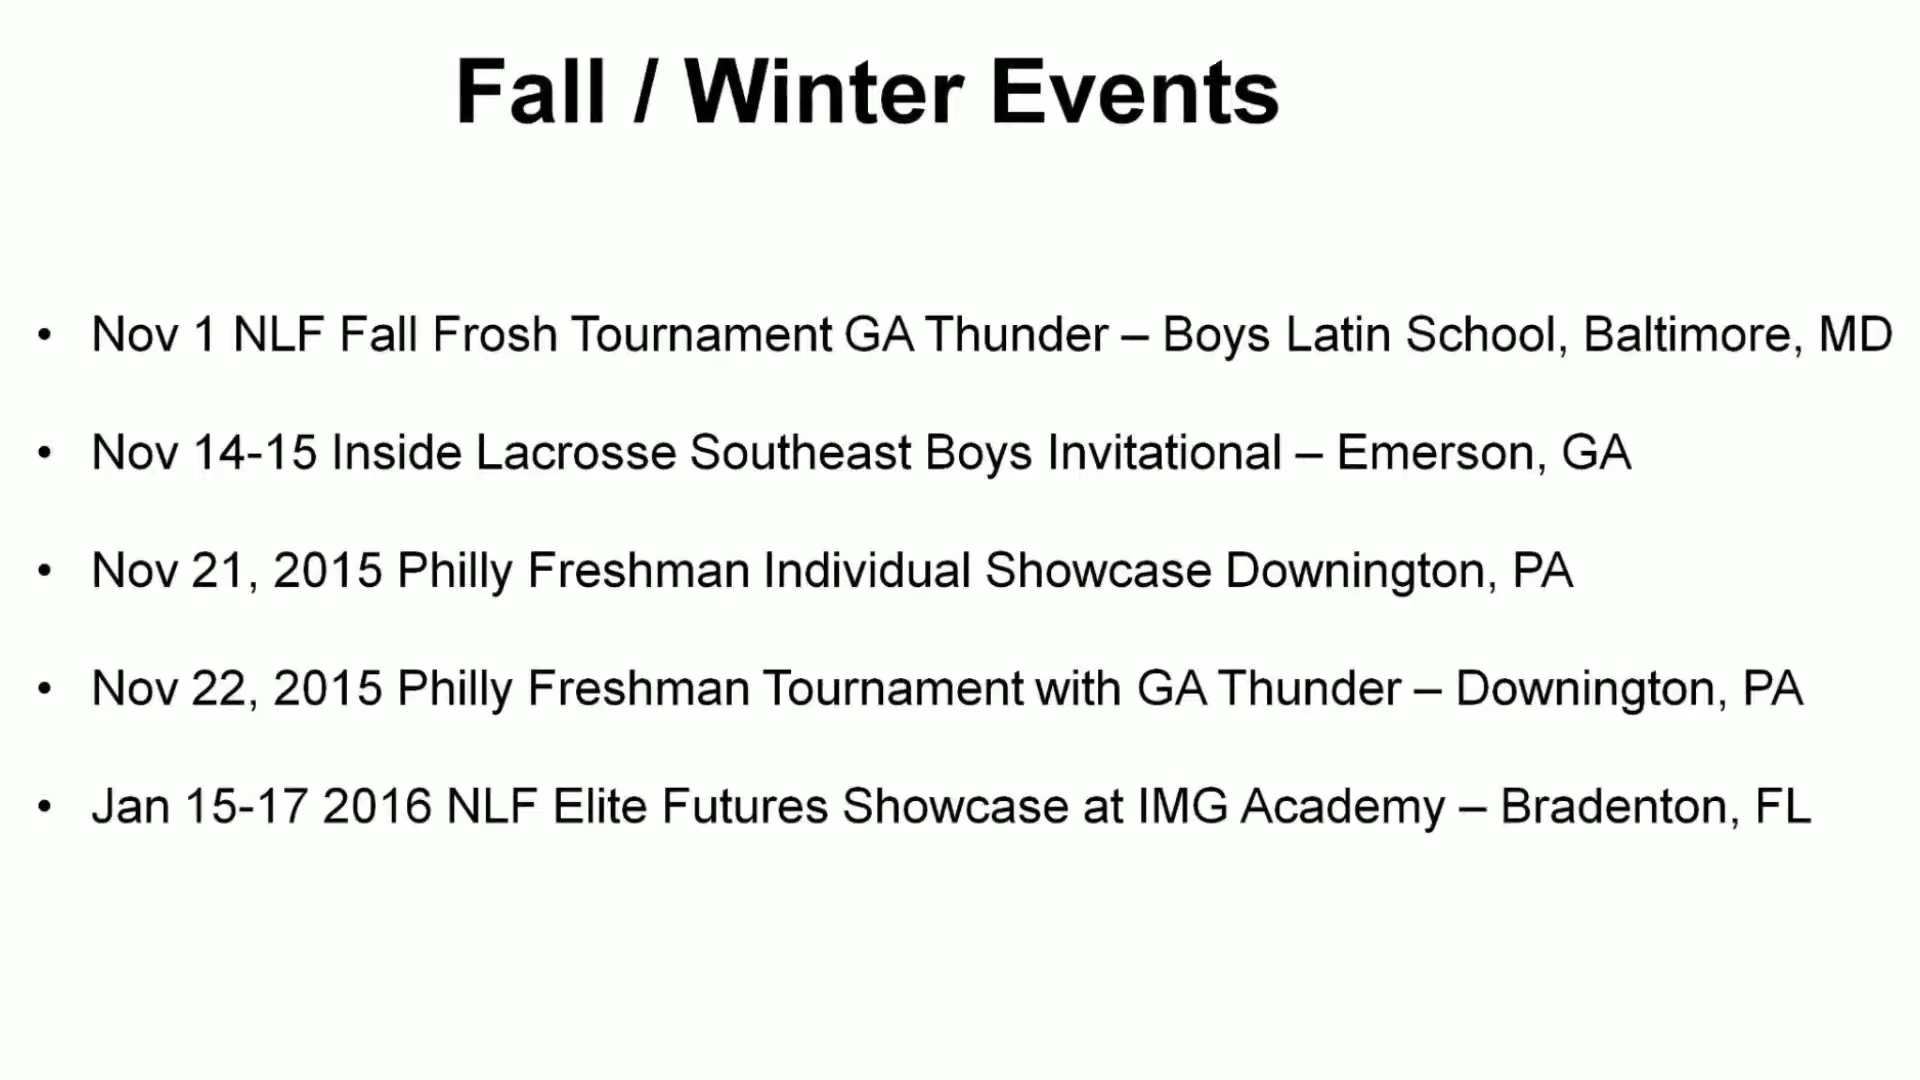 Fall / Winter Events
• Nov 1 NLF Fall Frosh Tournament GA Thunder – Boys Latin School, Baltimore, MD
• Nov 14-15 Inside Lacrosse Southeast Boys Invitational – Emerson, GA
• Nov 21, 2015 Philly Freshman Individual Showcase Downington, PA
• Nov 22, 2015 Philly Freshman Tournament with GA Thunder – Downington, PA
• Jan 15-17 2016 NLF Elite Futures Showcase at IMG Academy – Bradenton, FL